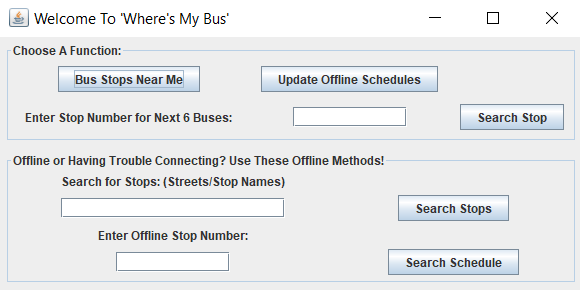 Welcome To 'Where's My Bus'
Choose A Function:
Bus Stops Near Me Update Offline Schedules
Enter Stop Number for Next 6 Buses: Search Stop
Offline or Having Trouble Connecting? Use These Offline Methods!
Search for Stops: (Streets/Stop Names)
Search Stops
Enter Offline Stop Number:
Search Schedule